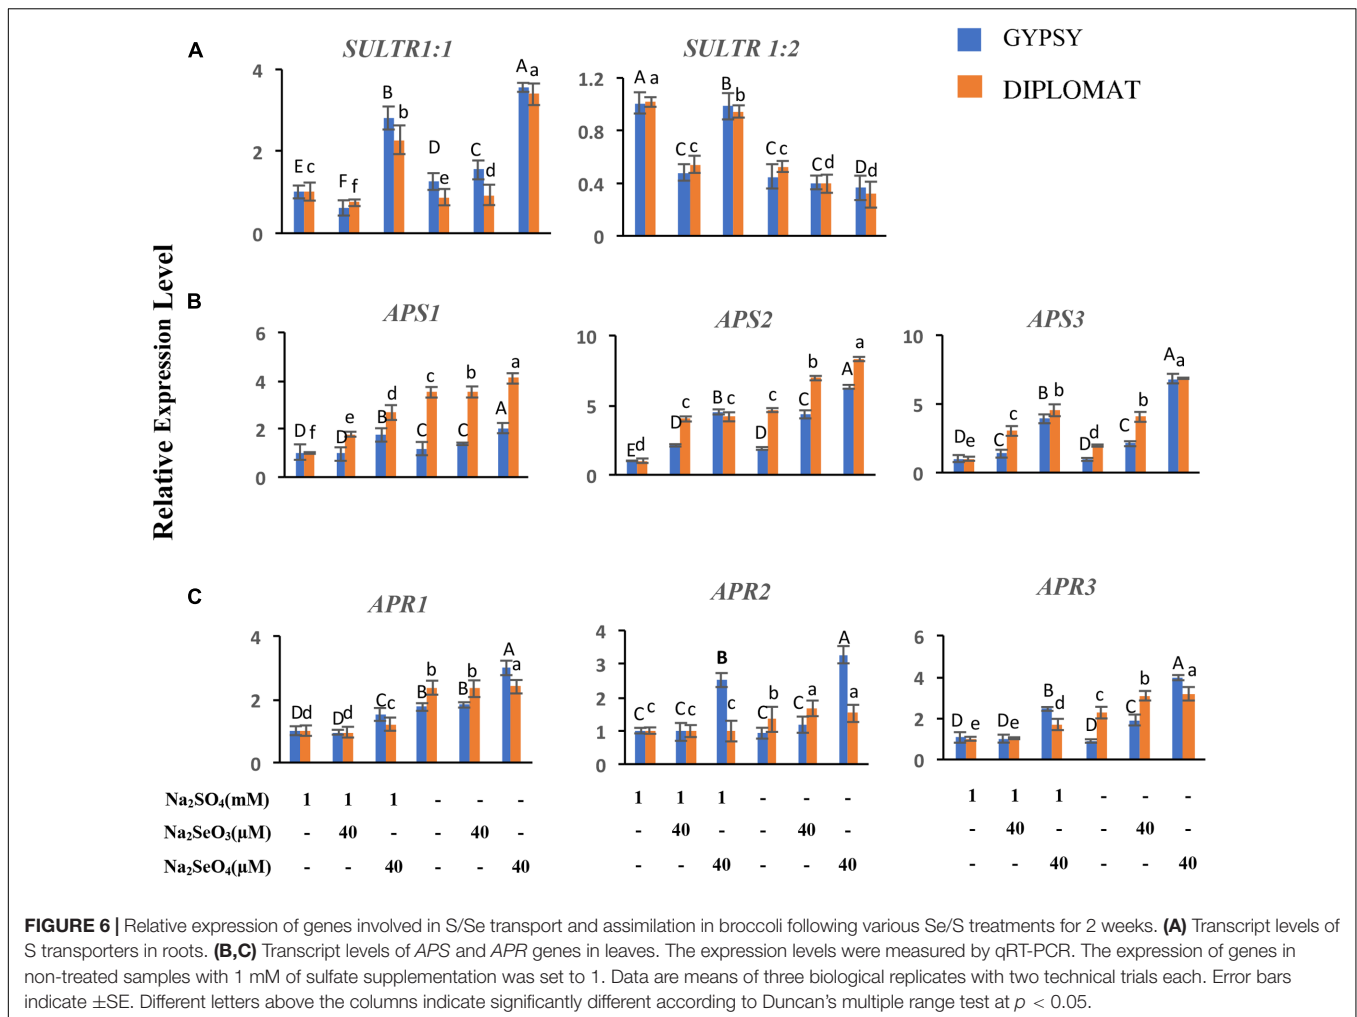 A
SULTR1:1
SULTR 1:2
GYPSY
DIPLOMAT
4
2
0
E c
F f
B b
D e
C d
A a
1.2
0.8
0.4
0
A a
C c
B b
C c
C d
D d
Relative Expression Level
B
APS1
APS2
APS3
6
4
2
0
D f
D e
B d
C c
C b
A a
10
5
0
E d
D c
B c
D c
C b
A a
10
5
0
D e
C c
B b
D d
C b
A a
C
APR1
APR2
APR3
4
2
0
D d
D d
C c
B b
B b
A a
4
3
2
1
0
C c
C c
B c
C b
C a
A a
6
4
2
0
D e
D e
B d
D c
C b
A a
Na₂SO₄(mM) 1 1 1 - - - 1 1 1 - - - 1 1 1 - - -
Na₂SeO₃(µM) - 40 - - 40 - - 40 - - 40 - - 40 - - 40 -
Na₂SeO₄(µM) - - 40 - - 40 - - 40 - - 40 - - 40 - - 40
FIGURE 6 | Relative expression of genes involved in S/Se transport and assimilation in broccoli following various Se/S treatments for 2 weeks. (A) Transcript levels of
S transporters in roots. (B,C) Transcript levels of APS and APR genes in leaves. The expression levels were measured by qRT-PCR. The expression of genes in
non-treated samples with 1 mM of sulfate supplementation was set to 1. Data are means of three biological replicates with two technical trials each. Error bars
indicate ±SE. Different letters above the columns indicate significantly different according to Duncan's multiple range test at p < 0.05.